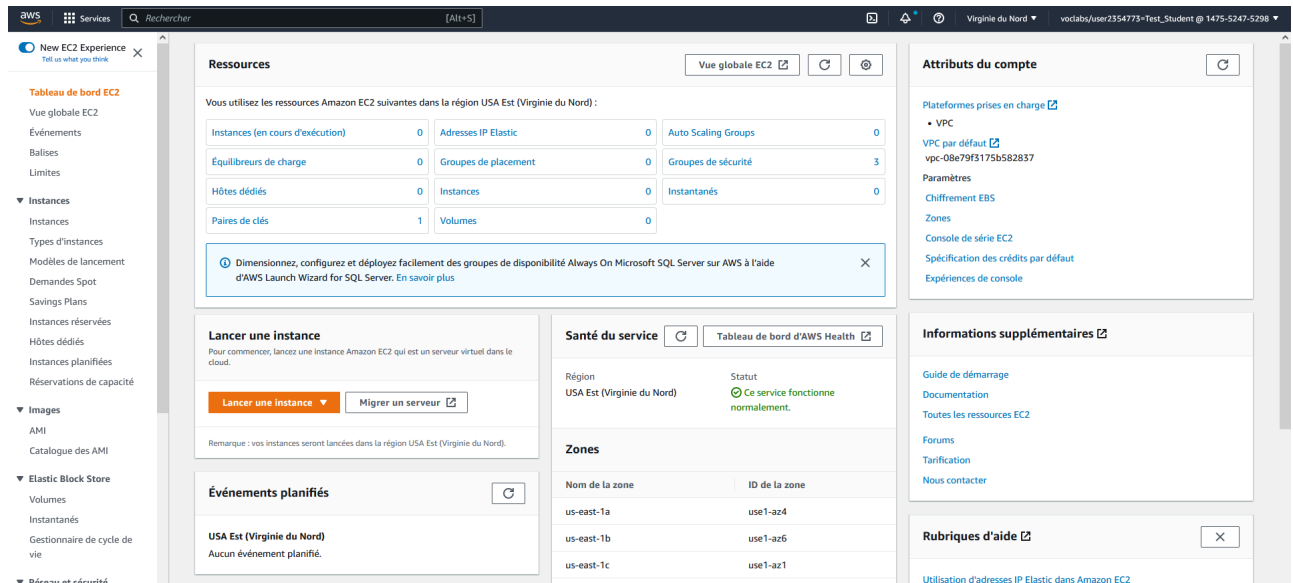 aws
Services
Rechercher
[Alt+S]
Virginie du Nord ▼
voclabs/user2354773=Test_Student @ 1475-5247-5298 ▼
New EC2 Experience
Tell us what you think
Tableau de bord EC2
Vue globale EC2
Événements
Balises
Limites
▼ Instances
Instances
Types d'instances
Modèles de lancement
Demandes Spot
Savings Plans
Instances réservées
Hôtes dédiés
Instances planifiées
Réservations de capacité
▼ Images
AMI
Catalogue des AMI
▼ Elastic Block Store
Volumes
Instantanés
Gestionnaire de cycle de
vie
▼ Réseau et sécurité
Ressources
Vue globale EC2
Vous utilisez les ressources Amazon EC2 suivantes dans la région USA Est (Virginie du Nord) :
Instances (en cours d'exécution) 0
Adresses IP Elastic 0
Auto Scaling Groups 0
Équilibreurs de charge 0
Groupes de placement 0
Groupes de sécurité 3
Hôtes dédiés 0
Instances 0
Instantanés 0
Paires de clés 1
Volumes 0
Dimensionnez, configurez et déployez facilement des groupes de disponibilité Always On Microsoft SQL Server sur AWS à l'aide
d'AWS Launch Wizard for SQL Server. En savoir plus
Lancer une instance
Pour commencer, lancez une instance Amazon EC2 qui est un serveur virtuel dans le
cloud.
Lancer une instance ▼
Migrer un serveur
Remarque : vos instances seront lancées dans la région USA Est (Virginie du Nord).
Événements planifiés
USA Est (Virginie du Nord)
Aucun événement planifié.
Santé du service
Tableau de bord d'AWS Health
Région
USA Est (Virginie du Nord)
Statut
Ce service fonctionne
normalement.
Zones
Nom de la zone ID de la zone
us-east-1a use1-az4
us-east-1b use1-az6
us-east-1c use1-az1
Attributs du compte
Plateformes prises en charge
• VPC
VPC par défaut
vpc-08e79f3175b582837
Paramètres
Chiffrement EBS
Zones
Console de série EC2
Spécification des crédits par défaut
Expériences de console
Informations supplémentaires
Guide de démarrage
Documentation
Toutes les ressources EC2
Forums
Tarification
Nous contacter
Rubriques d'aide
Utilisation d'adresses IP Elastic dans Amazon EC2